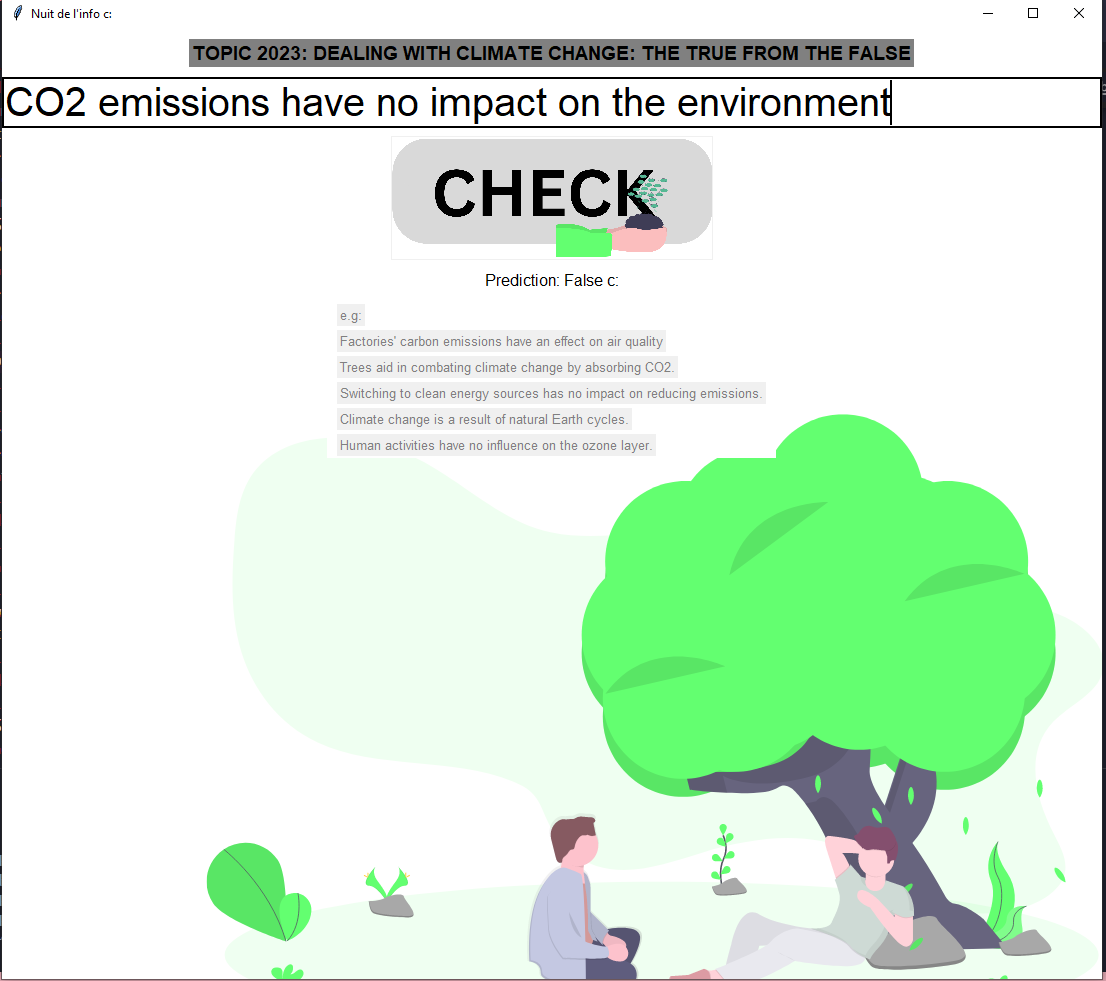 Nuit de l'info c:
TOPIC 2023: DEALING WITH CLIMATE CHANGE: THE TRUE FROM THE FALSE
CO2 emissions have no impact on the environment
CHECK
Prediction: False c:
e.g:
Factories' carbon emissions have an effect on air quality
Trees aid in combating climate change by absorbing CO2.
Switching to clean energy sources has no impact on reducing emissions.
Climate change is a result of natural Earth cycles.
Human activities have no influence on the ozone layer.